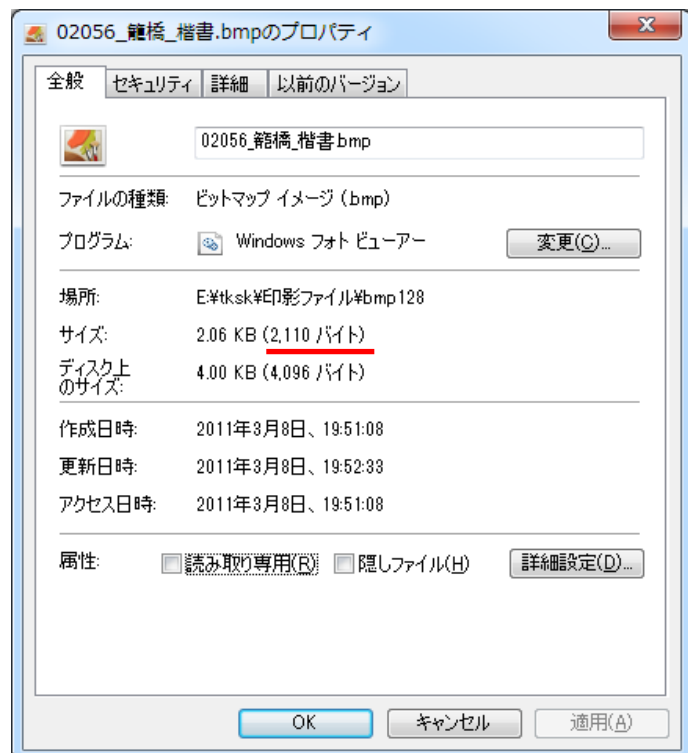 02056_籠橋_楷書.bmpのプロパティ
全般 セキュリティ 詳細 以前のバージョン
02056_籠橋_楷書.bmp
ファイルの種類: ビットマップ イメージ (.bmp)
プログラム: Windows フォト ビューアー 変更(C)...
場所: E:¥tksk¥印影ファイル¥bmp128
サイズ: 2.06 KB (2,110 バイト)
ディスク上
のサイズ: 4.00 KB (4,096 バイト)
作成日時: 2011年3月8日、19:51:08
更新日時: 2011年3月8日、19:52:33
アクセス日時: 2011年3月8日、19:51:08
属性: 読み取り専用(R) 隠しファイル(H) 詳細設定(D)...
OK キャンセル 適用(A)